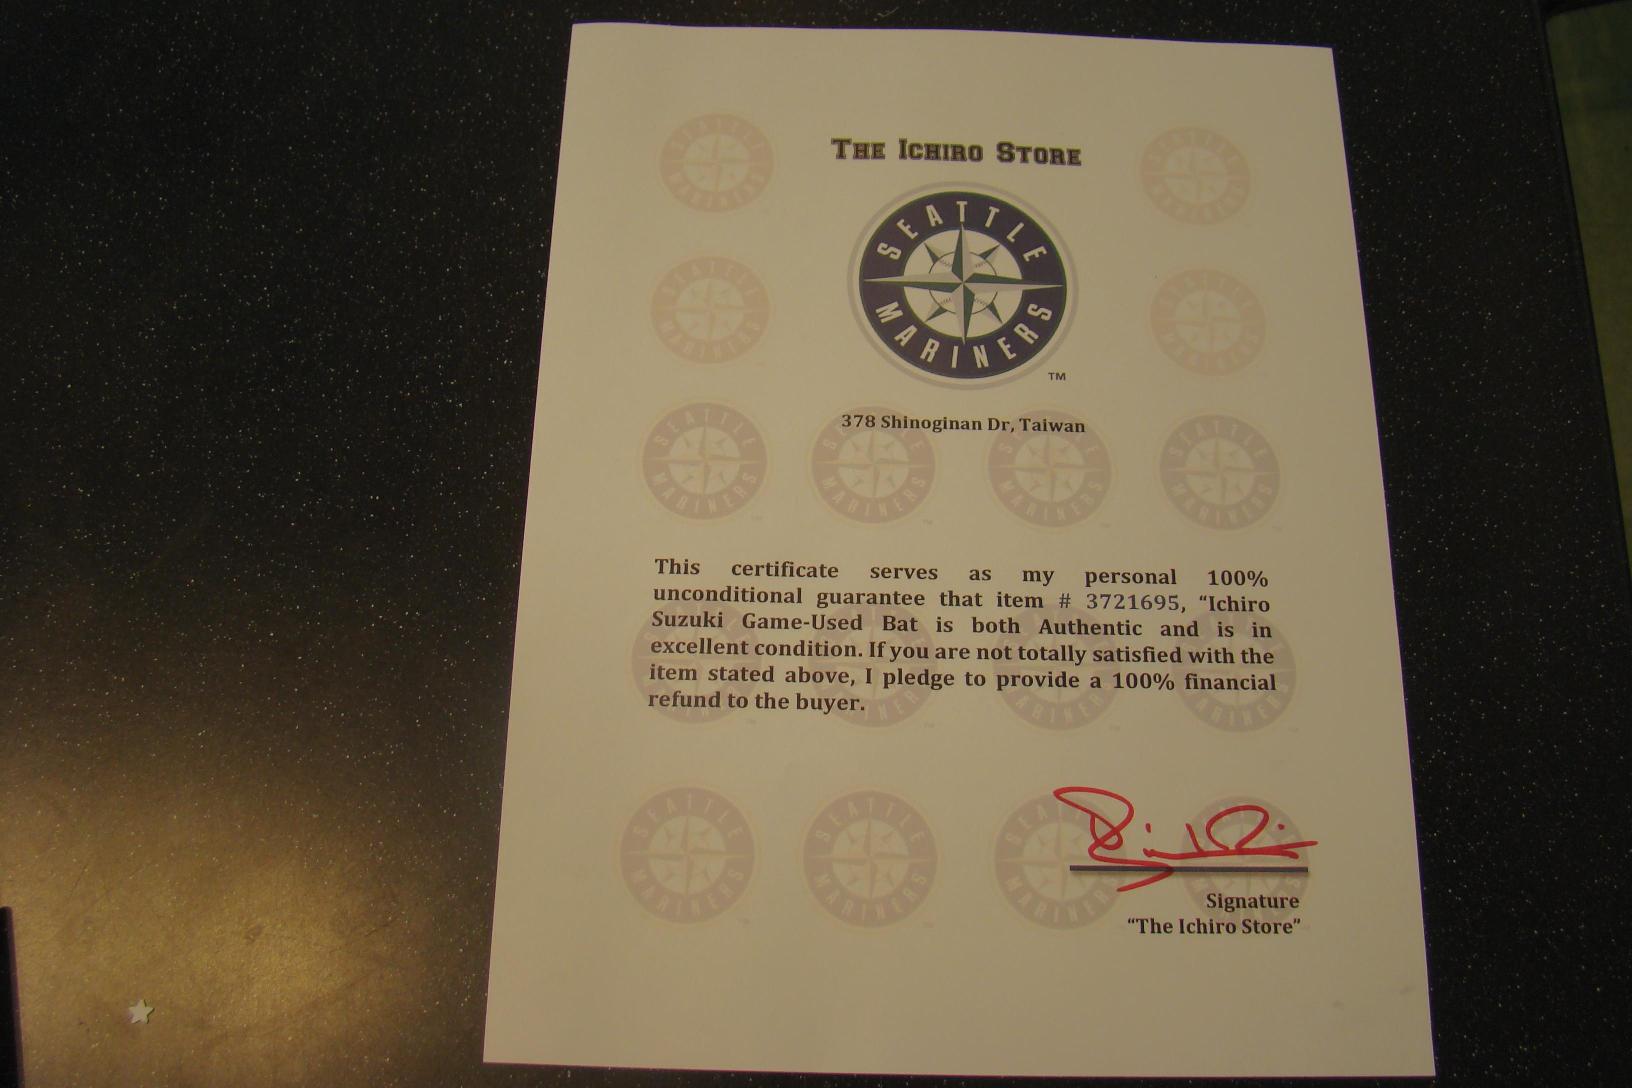 THE ICHIRO STORE
SEATTLE
MARINERS
TM
378 Shinoginan Dr, Taiwan
This certificate serves as my personal 100%
unconditional guarantee that item # 3721695, “Ichiro
Suzuki Game-Used Bat is both Authentic and is in
excellent condition. If you are not totally satisfied with the
item stated above, I pledge to provide a 100% financial
refund to the buyer.
Signature
“The Ichiro Store”